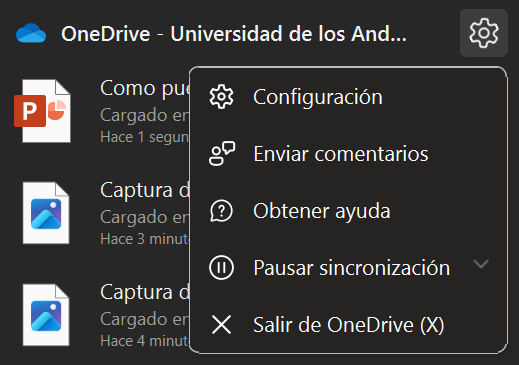 OneDrive - Universidad de los And...
Como pue
Cargado en
Hace 1 segun
Captura d
Cargado en
Hace 3 minut
Captura d
Cargado en
Hace 4 minut
Configuración
Enviar comentarios
Obtener ayuda
Pausar sincronización
Salir de OneDrive (X)